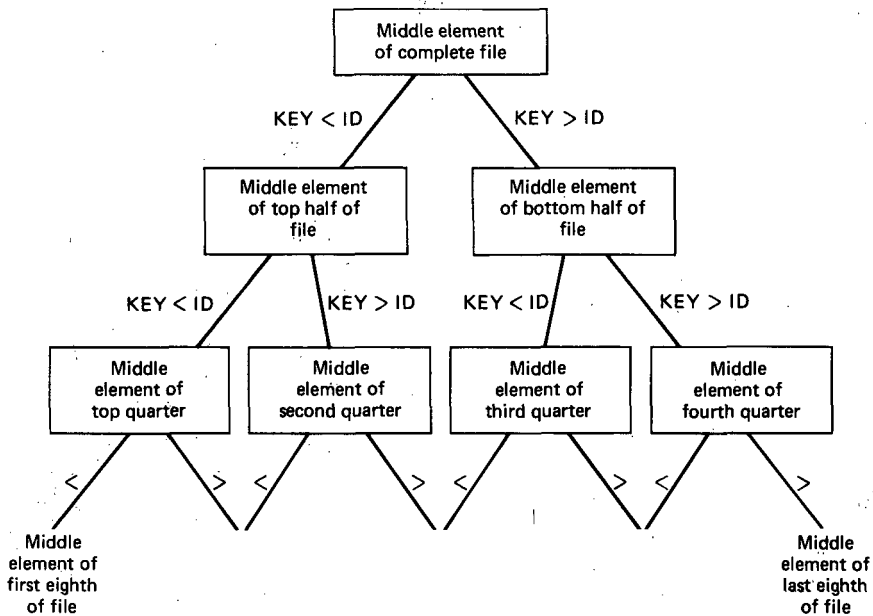 Middle element
of complete file
KEY < ID
KEY > ID
Middle element
of top half of
file
Middle element
of bottom half of
file
KEY < ID
KEY > ID
KEY < ID
KEY > ID
Middle
element of
top quarter
Middle
element of
second quarter
Middle
element of
third quarter
Middle
element of
fourth quarter
<
>
<
>
<
>
<
>
Middle
element of
first eighth
of file
Middle
element of
last eighth
of file